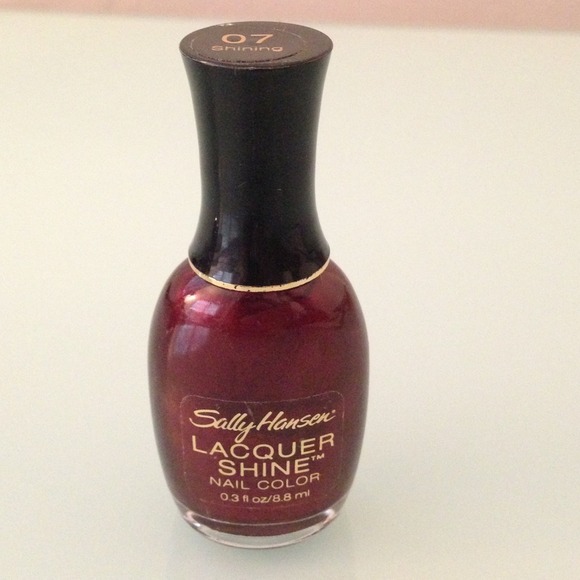 07
Shining
Sally Hansen
LACQUER
SHINE™
NAIL COLOR
0.3 fl oz/8.8 ml